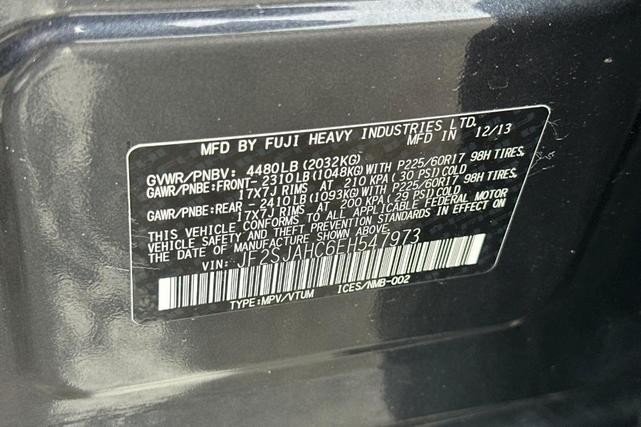 MFD BY FUJI HEAVY INDUSTRIES LTD.
MFD IN 12/13
GVWR/PNBV: 4480LB(2032KG)
GAWR/PNBE:FRONT-2310LB(1048KG)WITH P225/60R17 98H TIRES,
17X7J RIMS AT 210 KPA (30 PSI)COLD
GAWR/PNBE:REAR -2410LB(1093KG)WITH P225/60R17 98H TIRES,
17X7J RIMS AT 200 KPA (29 PSI)COLD
THIS VEHICLE CONFORMS TO ALL APPLICABLE FEDERAL MOTOR
VEHICLE SAFETY AND THEFT PREVENTION STANDARDS IN EFFECT ON
THE DATE OF MANUFACTURE SHOWN ABOVE.
VIN: JF2SJAHC6EH547973
TYPE:MPV/VTUM ICES/NMB-002